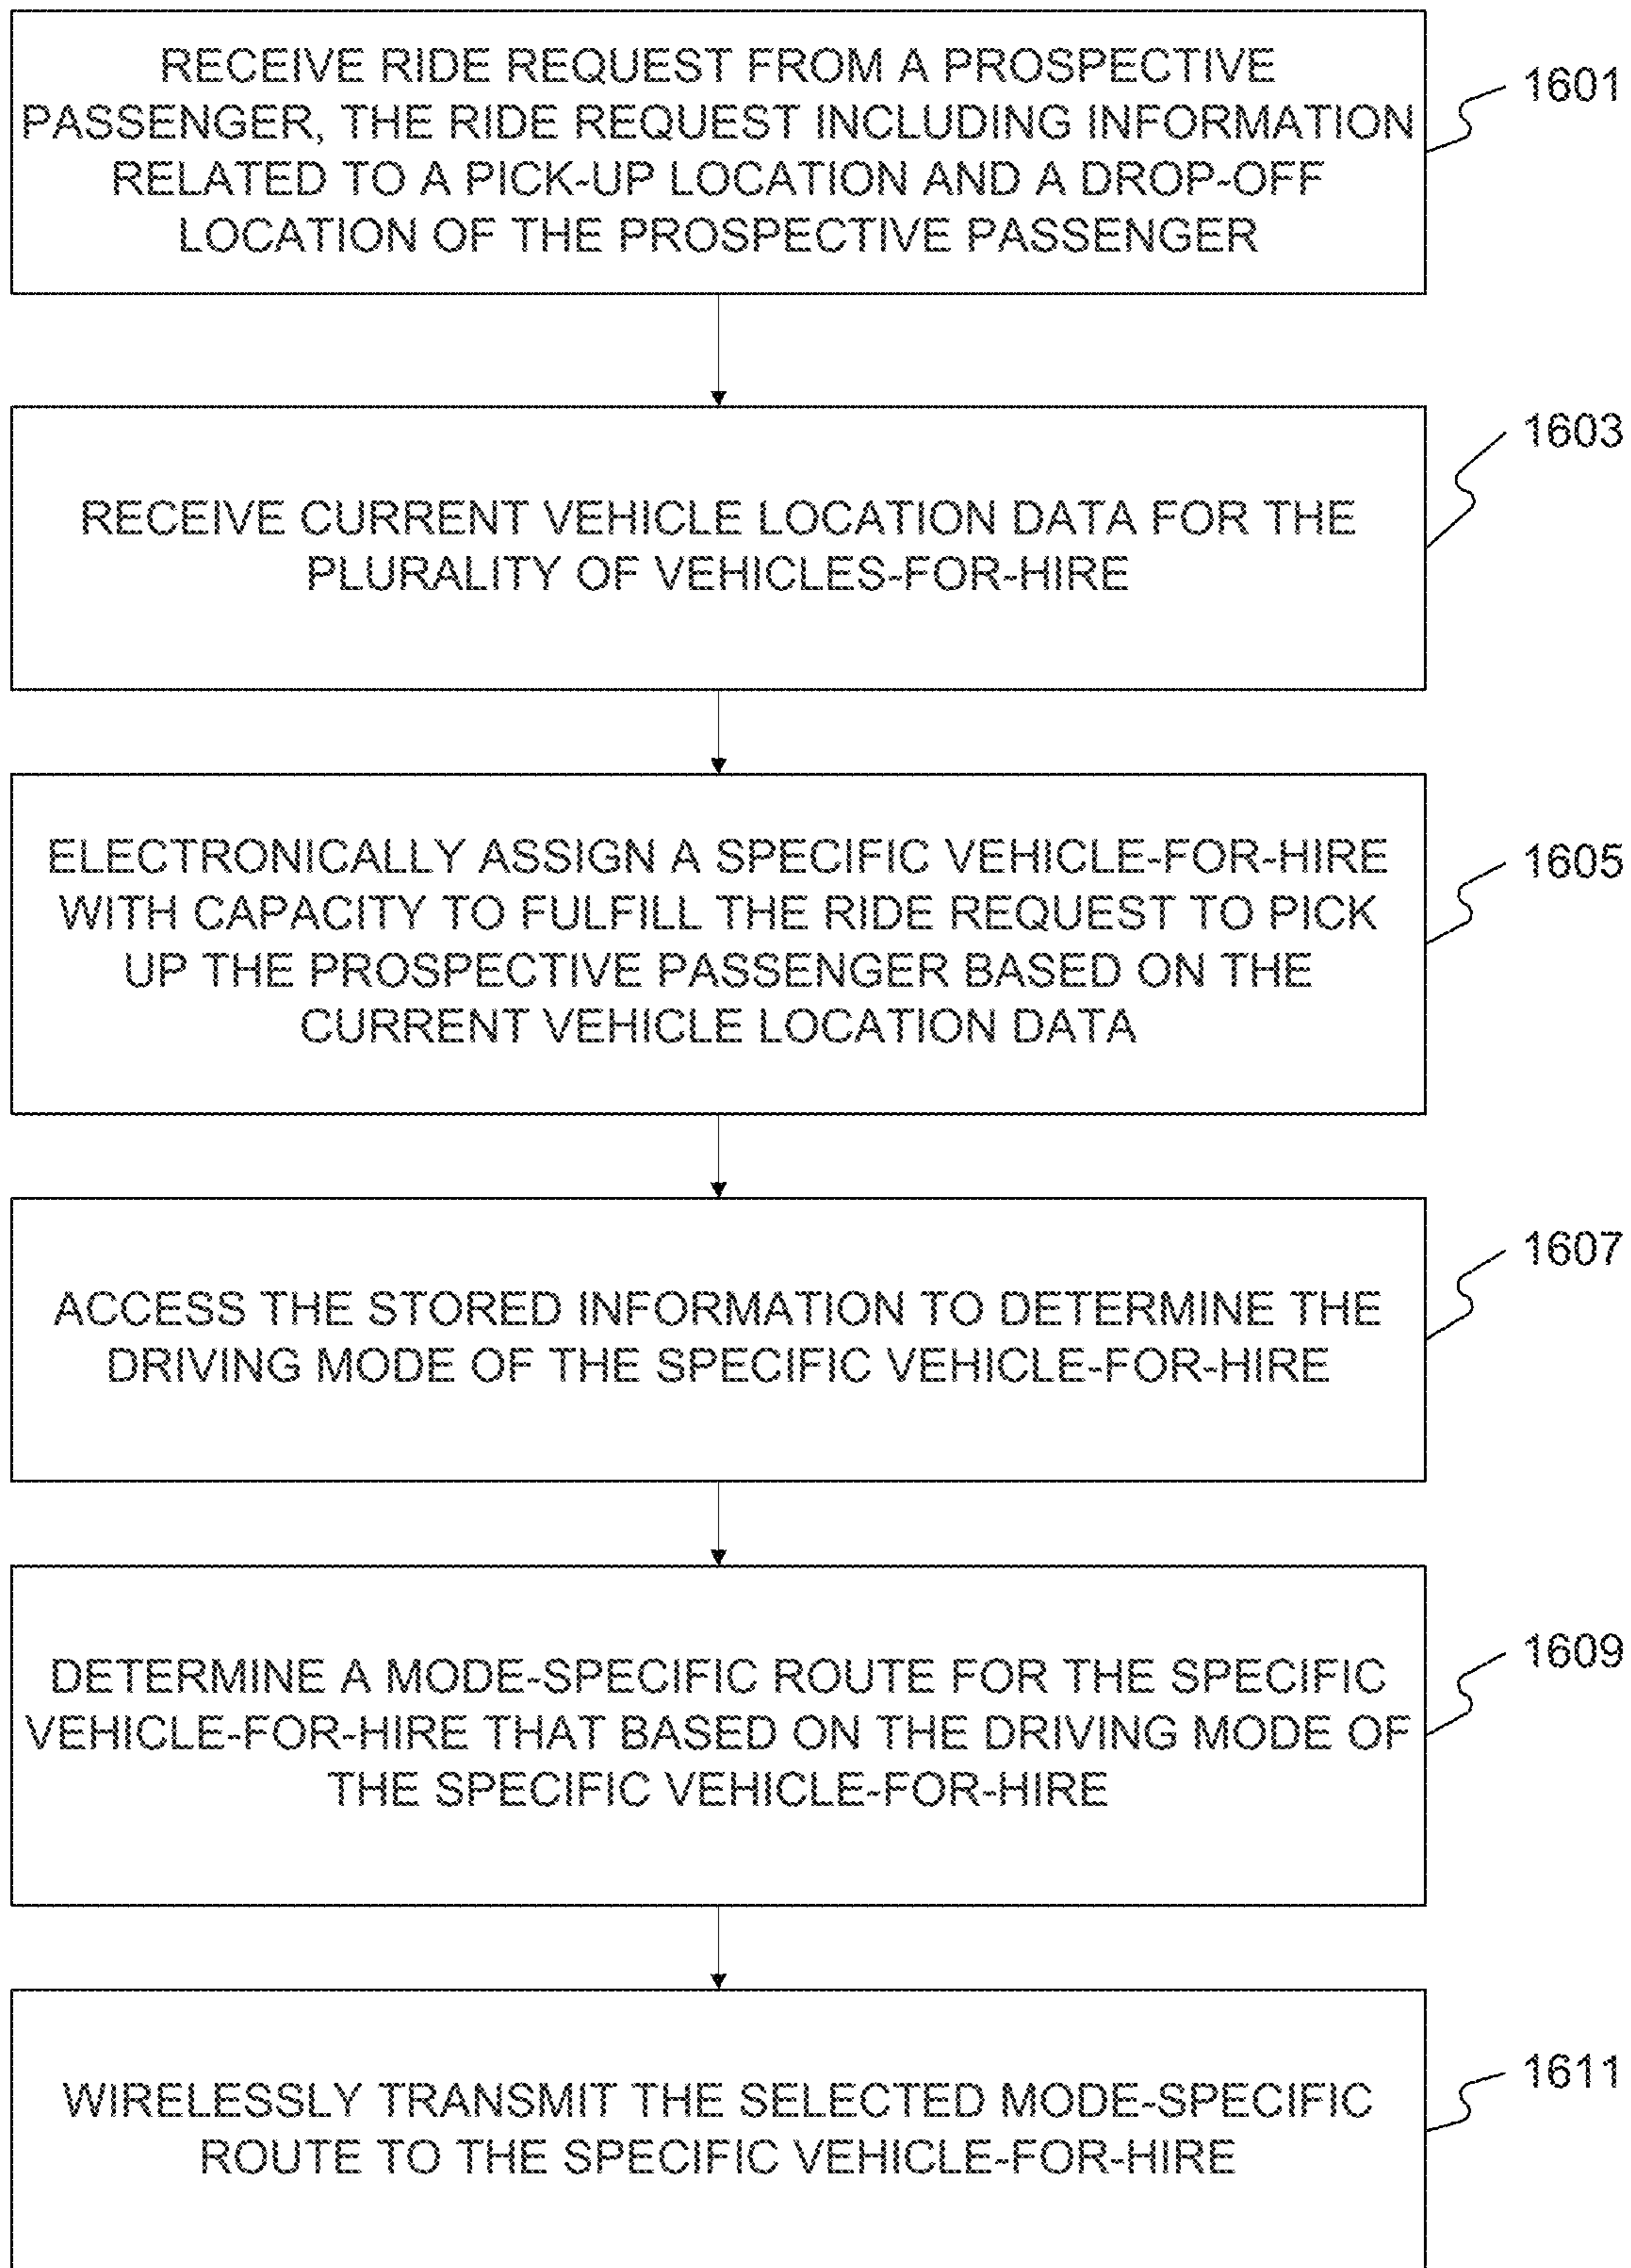 RECEIVE RIDE REQUEST FROM A PROSPECTIVE
PASSENGER, THE RIDE REQUEST INCLUDING INFORMATION
RELATED TO A PICK-UP LOCATION AND A DROP-OFF
LOCATION OF THE PROSPECTIVE PASSENGER
1601
RECEIVE CURRENT VEHICLE LOCATION DATA FOR THE
PLURALITY OF VEHICLES-FOR-HIRE
1603
ELECTRONICALLY ASSIGN A SPECIFIC VEHICLE-FOR-HIRE
WITH CAPACITY TO FULFILL THE RIDE REQUEST TO PICK
UP THE PROSPECTIVE PASSENGER BASED ON THE
CURRENT VEHICLE LOCATION DATA
1605
ACCESS THE STORED INFORMATION TO DETERMINE THE
DRIVING MODE OF THE SPECIFIC VEHICLE-FOR-HIRE
1607
DETERMINE A MODE-SPECIFIC ROUTE FOR THE SPECIFIC
VEHICLE-FOR-HIRE THAT BASED ON THE DRIVING MODE OF
THE SPECIFIC VEHICLE-FOR-HIRE
1609
WIRELESSLY TRANSMIT THE SELECTED MODE-SPECIFIC
ROUTE TO THE SPECIFIC VEHICLE-FOR-HIRE
1611